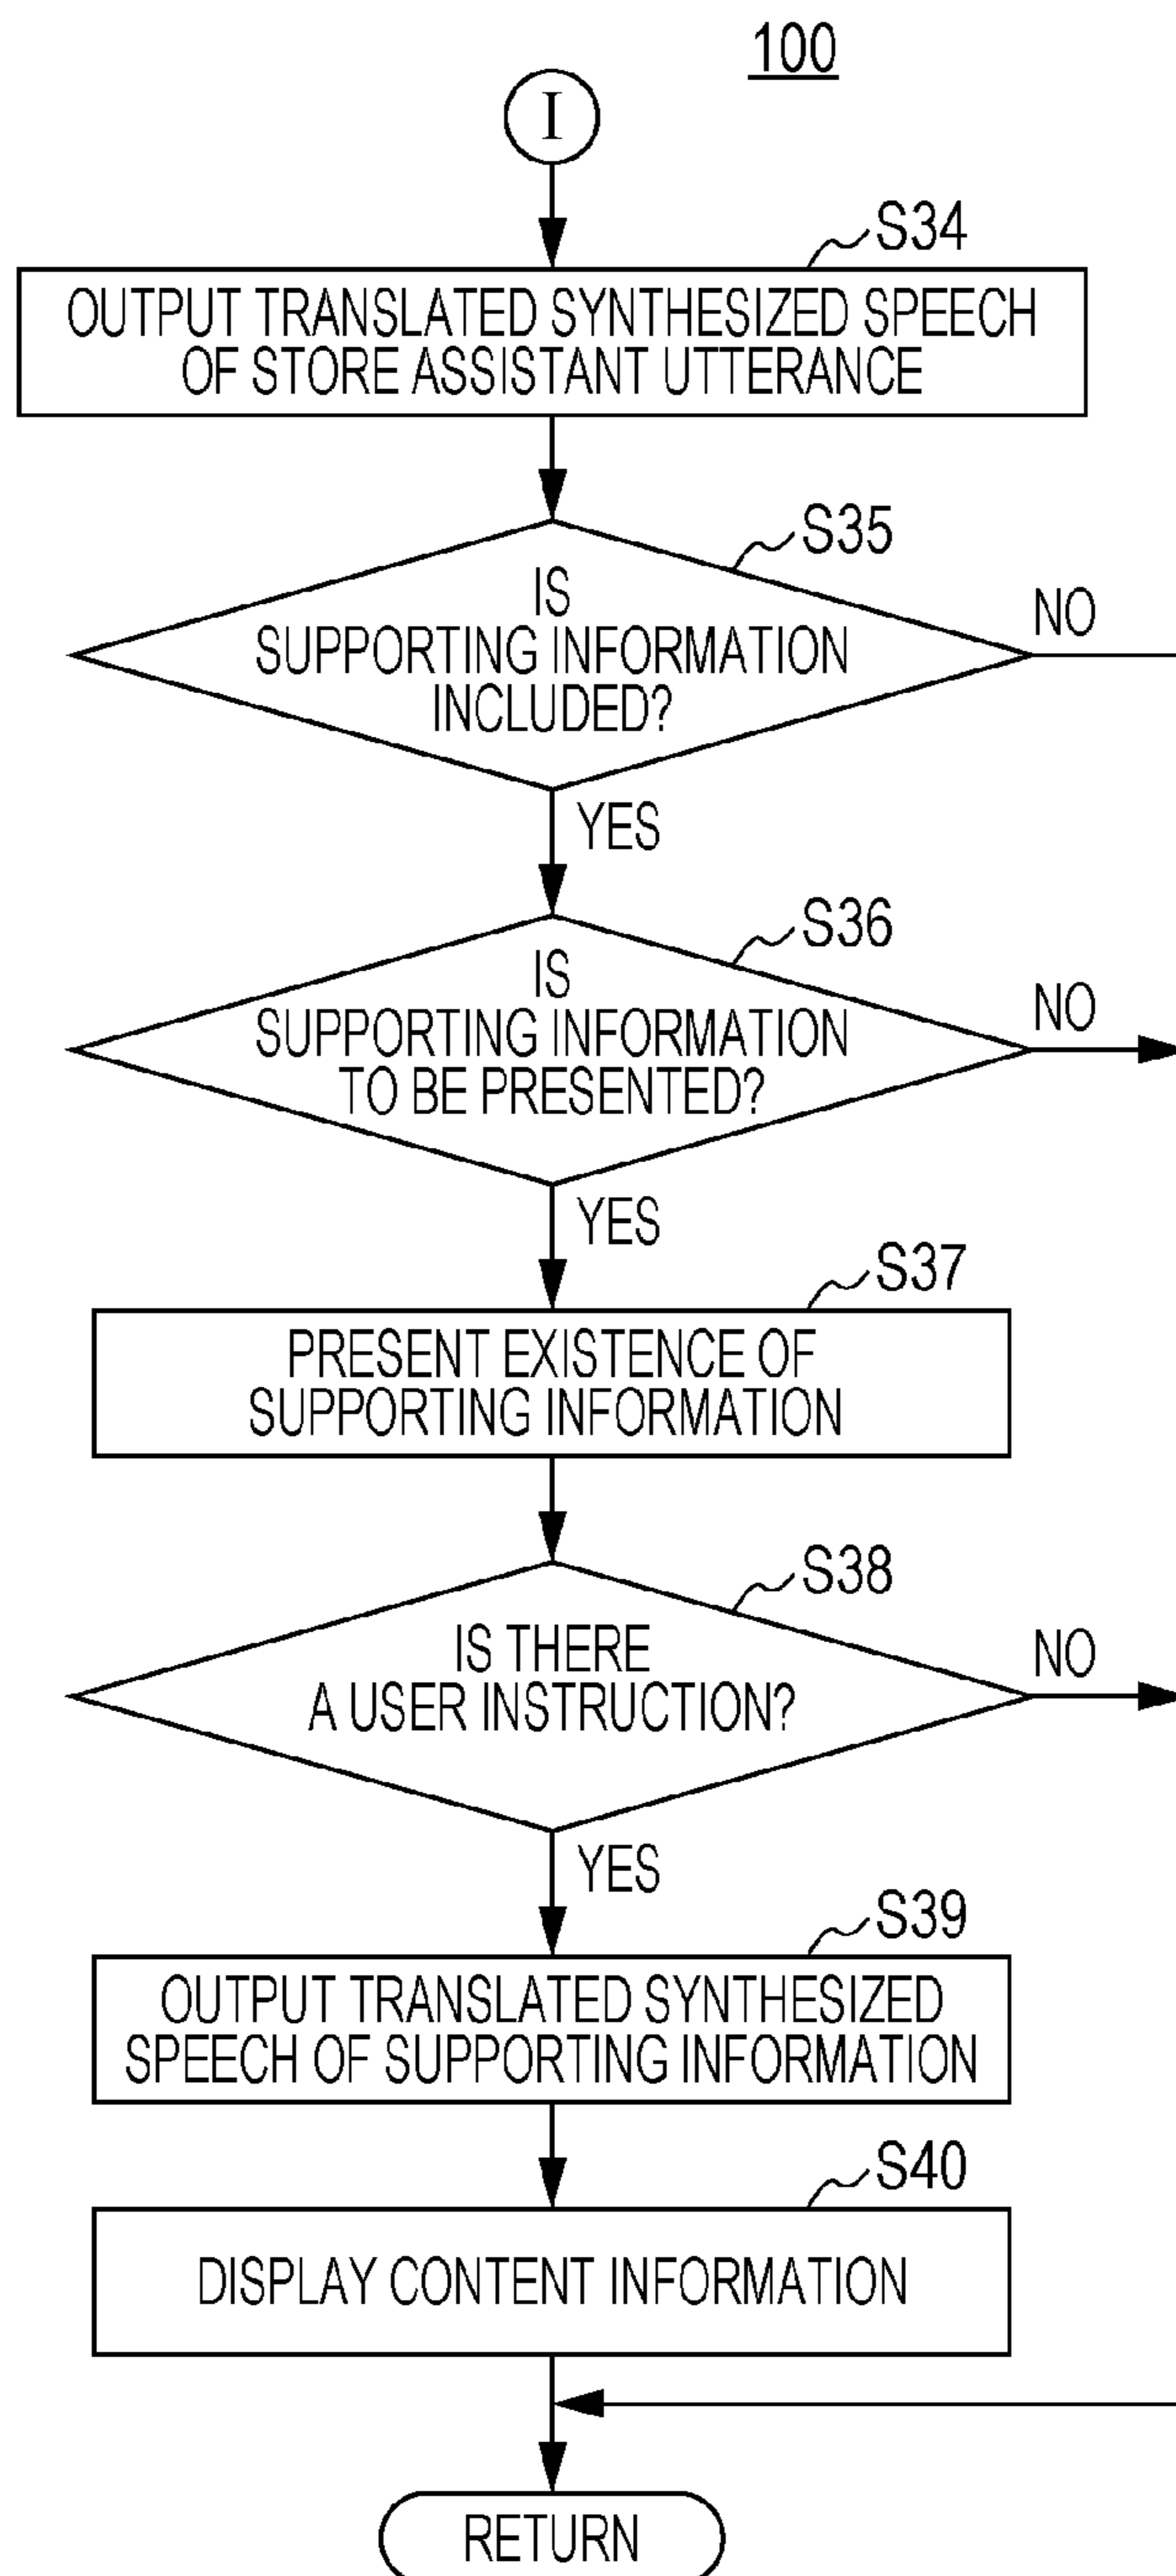 100
I
S34
OUTPUT TRANSLATED SYNTHESIZED SPEECH
OF STORE ASSISTANT UTTERANCE
S35
IS
SUPPORTING INFORMATION
INCLUDED?
NO
YES
S36
IS
SUPPORTING INFORMATION
TO BE PRESENTED?
NO
YES
S37
PRESENT EXISTENCE OF
SUPPORTING INFORMATION
S38
IS THERE
A USER INSTRUCTION?
NO
YES
S39
OUTPUT TRANSLATED SYNTHESIZED
SPEECH OF SUPPORTING INFORMATION
S40
DISPLAY CONTENT INFORMATION
RETURN